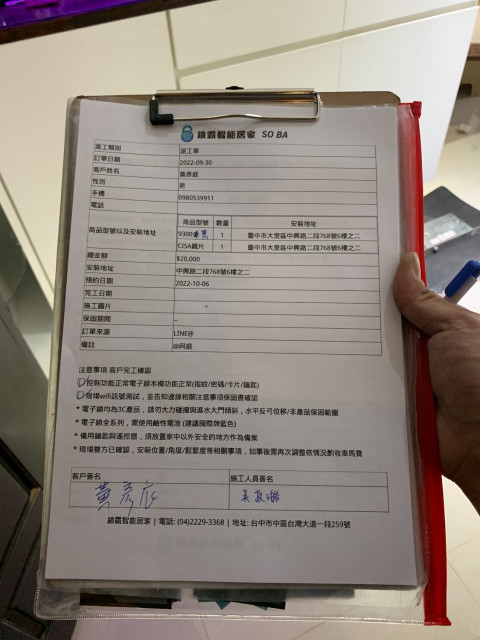 鎖霸智能居家 SO BA
派工類別 派工單
訂單日期 2022-09-30
客戶姓名 黃彥庭
性別 男
手機 0980539911
電話
商品型號以及安裝地址 商品型號 數量 安裝地址
9300 黑 1 臺中市大里區中興路二段768號6樓之二
CISA鐵片 1 臺中市大里區中興路二段768號6樓之二
總金額 $20,000
安裝地址 中興路二段768號6樓之二
預約日期 2022-10-06
完工日期
施工圖片
保固期間 –
訂單來源 LINE@
備註 @阿庭
注意事項 客戶完工確認
控制功能正常電子鎖本機功能正常(指紋/密碼/卡片/鑰匙)
現場wifi訊號測試，並告知連線相關注意事項保固書確認
* 電子鎖均為3C產品，請勿大力碰撞與進水大門傾斜，水平反弓位移/非產品保固範圍
* 電子鎖全系列，需使用鹼性電池 (建議國際牌藍色)
* 備用鑰匙與遙控器，須放置家中以外安全的地方作為備案
* 現場雙方已確認，安裝位置/角度/鬆緊度等相關事項，如事後需再次調整依情況酌收車馬費
客戶簽名 施工人員簽名
黃彥庭
鎖霸智能居家 | 電話: (04)2229-3368 | 地址: 台中市中區台灣大道一段259號